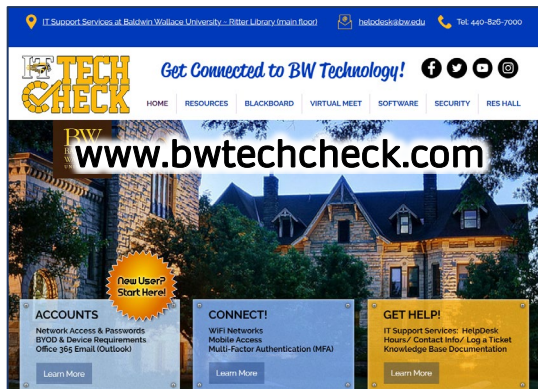 IT Support Services at Baldwin Wallace University – Ritter Library (main floor)
helpdesk@bw.edu
Tel: 440-826-7000
IT TECH
CHECK
Get Connected to BW Technology!
HOME
RESOURCES
BLACKBOARD
VIRTUAL MEET
SOFTWARE
SECURITY
RES HALL
BW
www.bwtechcheck.com
New User?
Start Here!
ACCOUNTS
Network Access & Passwords
BYOD & Device Requirements
Office 365 Email (Outlook)
Learn More
CONNECT!
WiFi Networks
Mobile Access
Multi-Factor Authentication (MFA)
Learn More
GET HELP!
IT Support Services: HelpDesk
Hours/ Contact Info/ Log a Ticket
Knowledge Base Documentation
Learn More